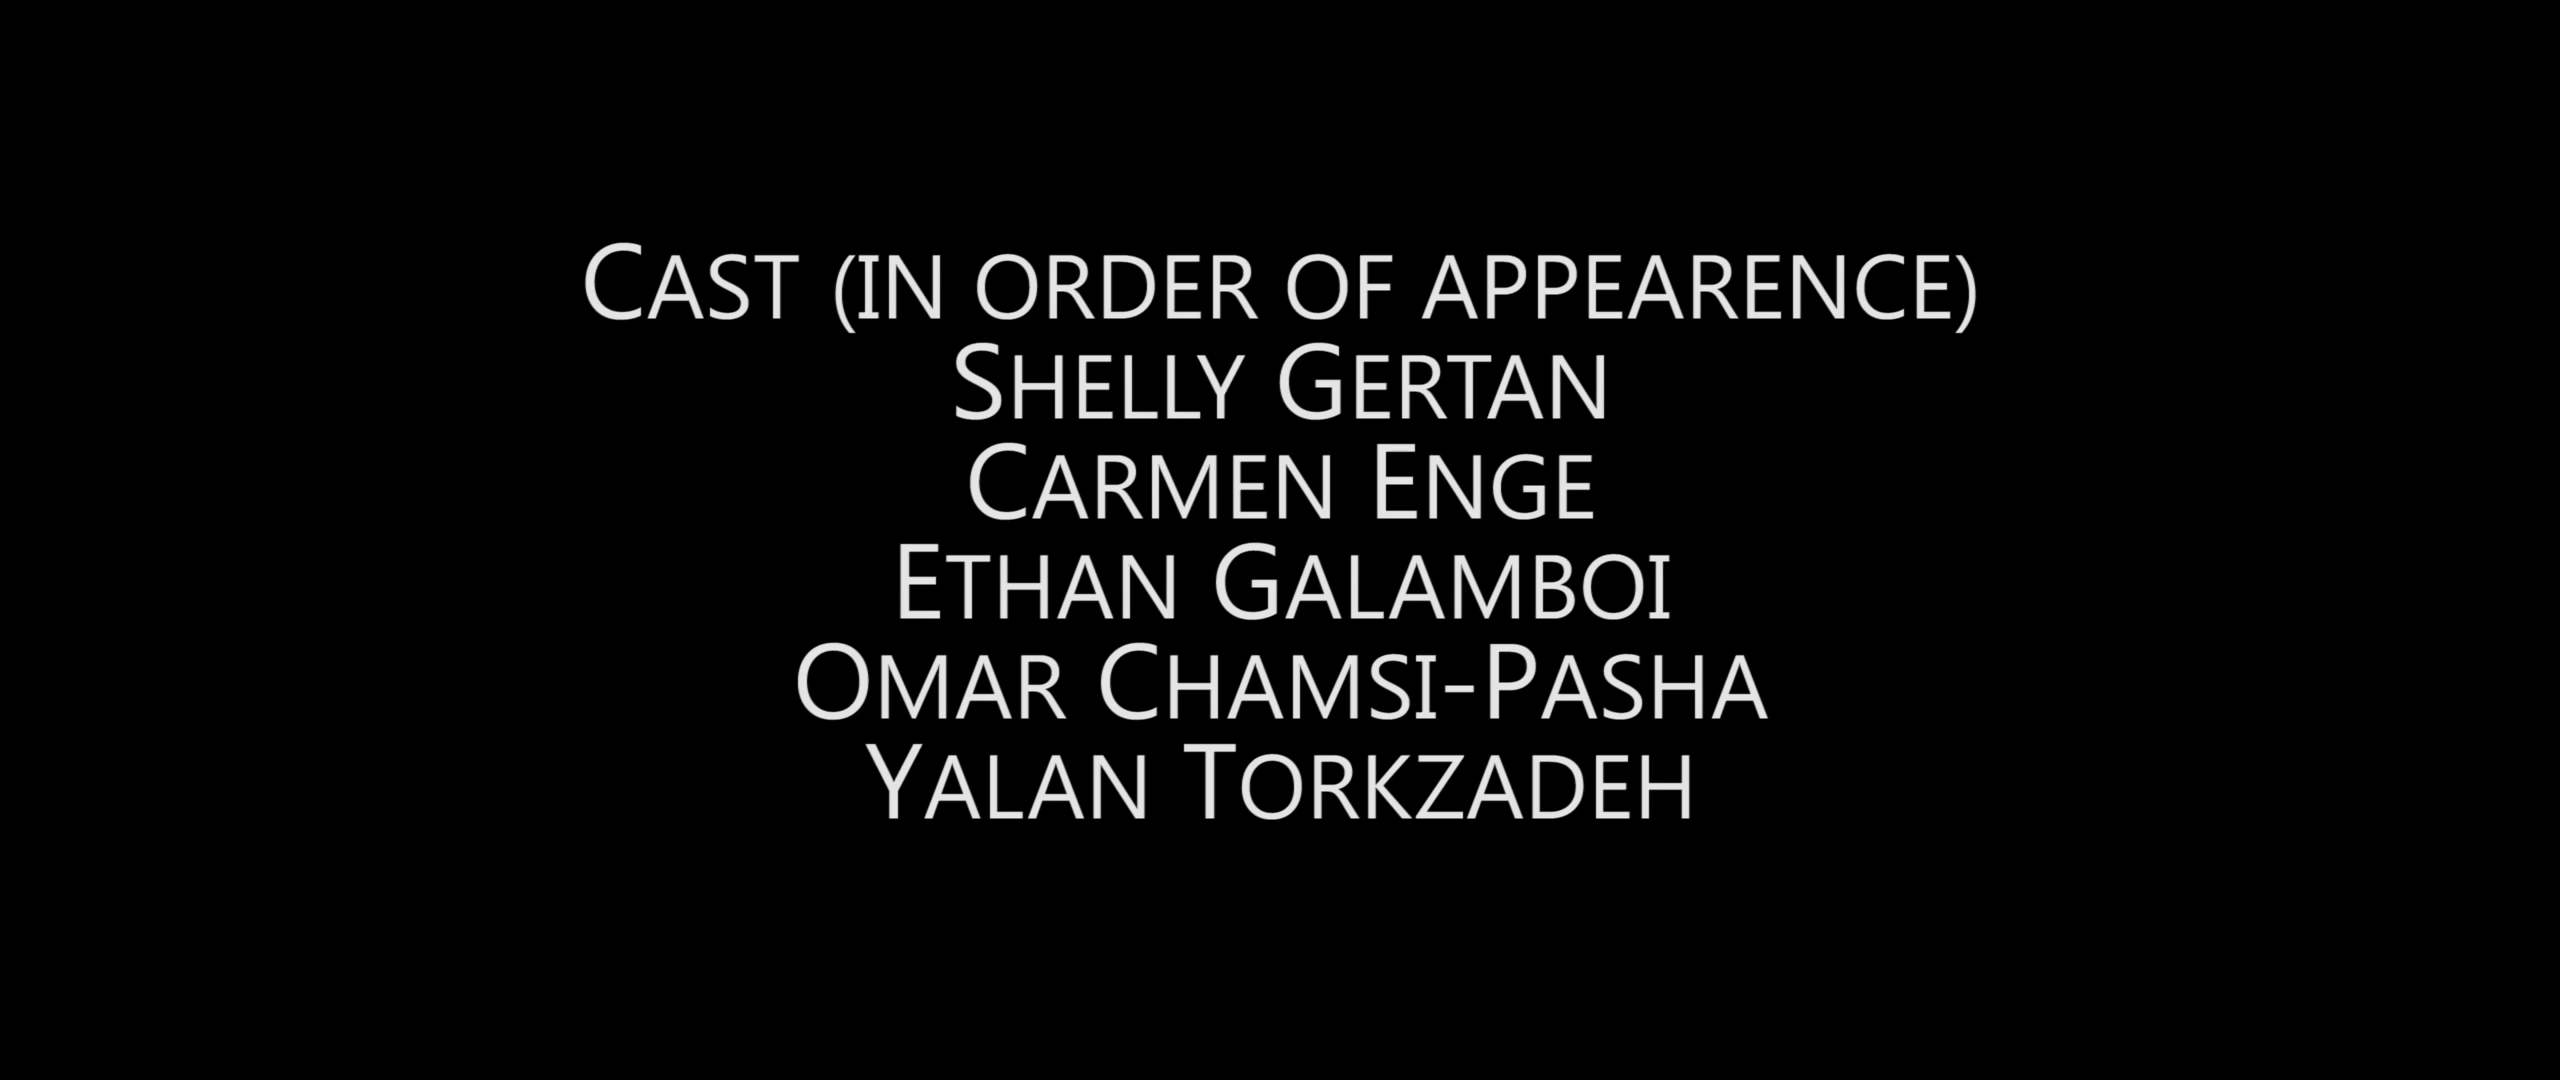 Cast (in order of appearence)
Shelly Gertan
Carmen Enge
Ethan Galamboi
Omar Chamsi-Pasha
Yalan Torkzadeh